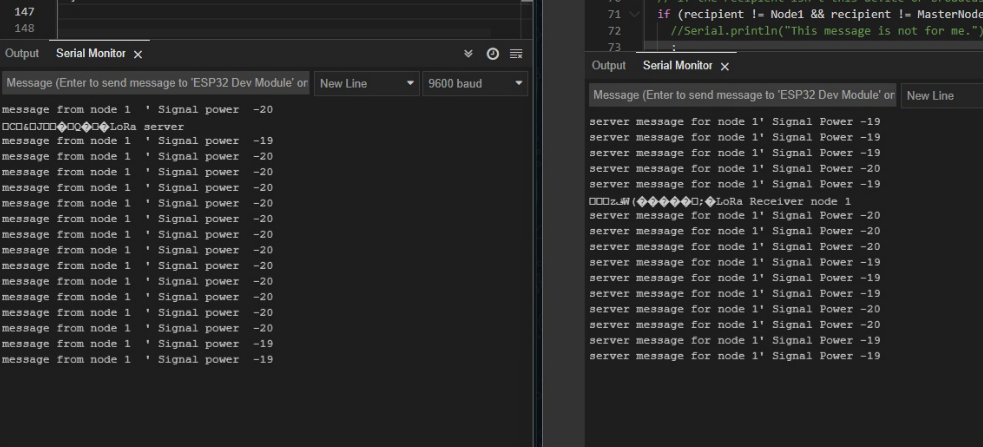 147
148
Output Serial Monitor
Message (Enter to send message to 'ESP32 Dev Module' on New Line 9600 baud
message from node 1 ' Signal power -20
LoRa server
message from node 1 ' Signal power -19
message from node 1 ' Signal power -20
message from node 1 ' Signal power -20
message from node 1 ' Signal power -20
message from node 1 ' Signal power -20
message from node 1 ' Signal power -20
message from node 1 ' Signal power -20
message from node 1 ' Signal power -20
message from node 1 ' Signal power -20
message from node 1 ' Signal power -20
message from node 1 ' Signal power -20
message from node 1 ' Signal power -20
message from node 1 ' Signal power -20
message from node 1 ' Signal power -19
message from node 1 ' Signal power -19
71 if (recipient != Node1 && recipient != MasterNode
72 //Serial.println("This message is not for me.")
73 ;
Output Serial Monitor
Message (Enter to send message to 'ESP32 Dev Module' on New Line
server message for node 1' Signal Power -19
server message for node 1' Signal Power -19
server message for node 1' Signal Power -19
server message for node 1' Signal Power -20
server message for node 1' Signal Power -19
LoRa Receiver node 1
server message for node 1' Signal Power -20
server message for node 1' Signal Power -20
server message for node 1' Signal Power -20
server message for node 1' Signal Power -19
server message for node 1' Signal Power -19
server message for node 1' Signal Power -19
server message for node 1' Signal Power -20
server message for node 1' Signal Power -20
server message for node 1' Signal Power -19
server message for node 1' Signal Power -19